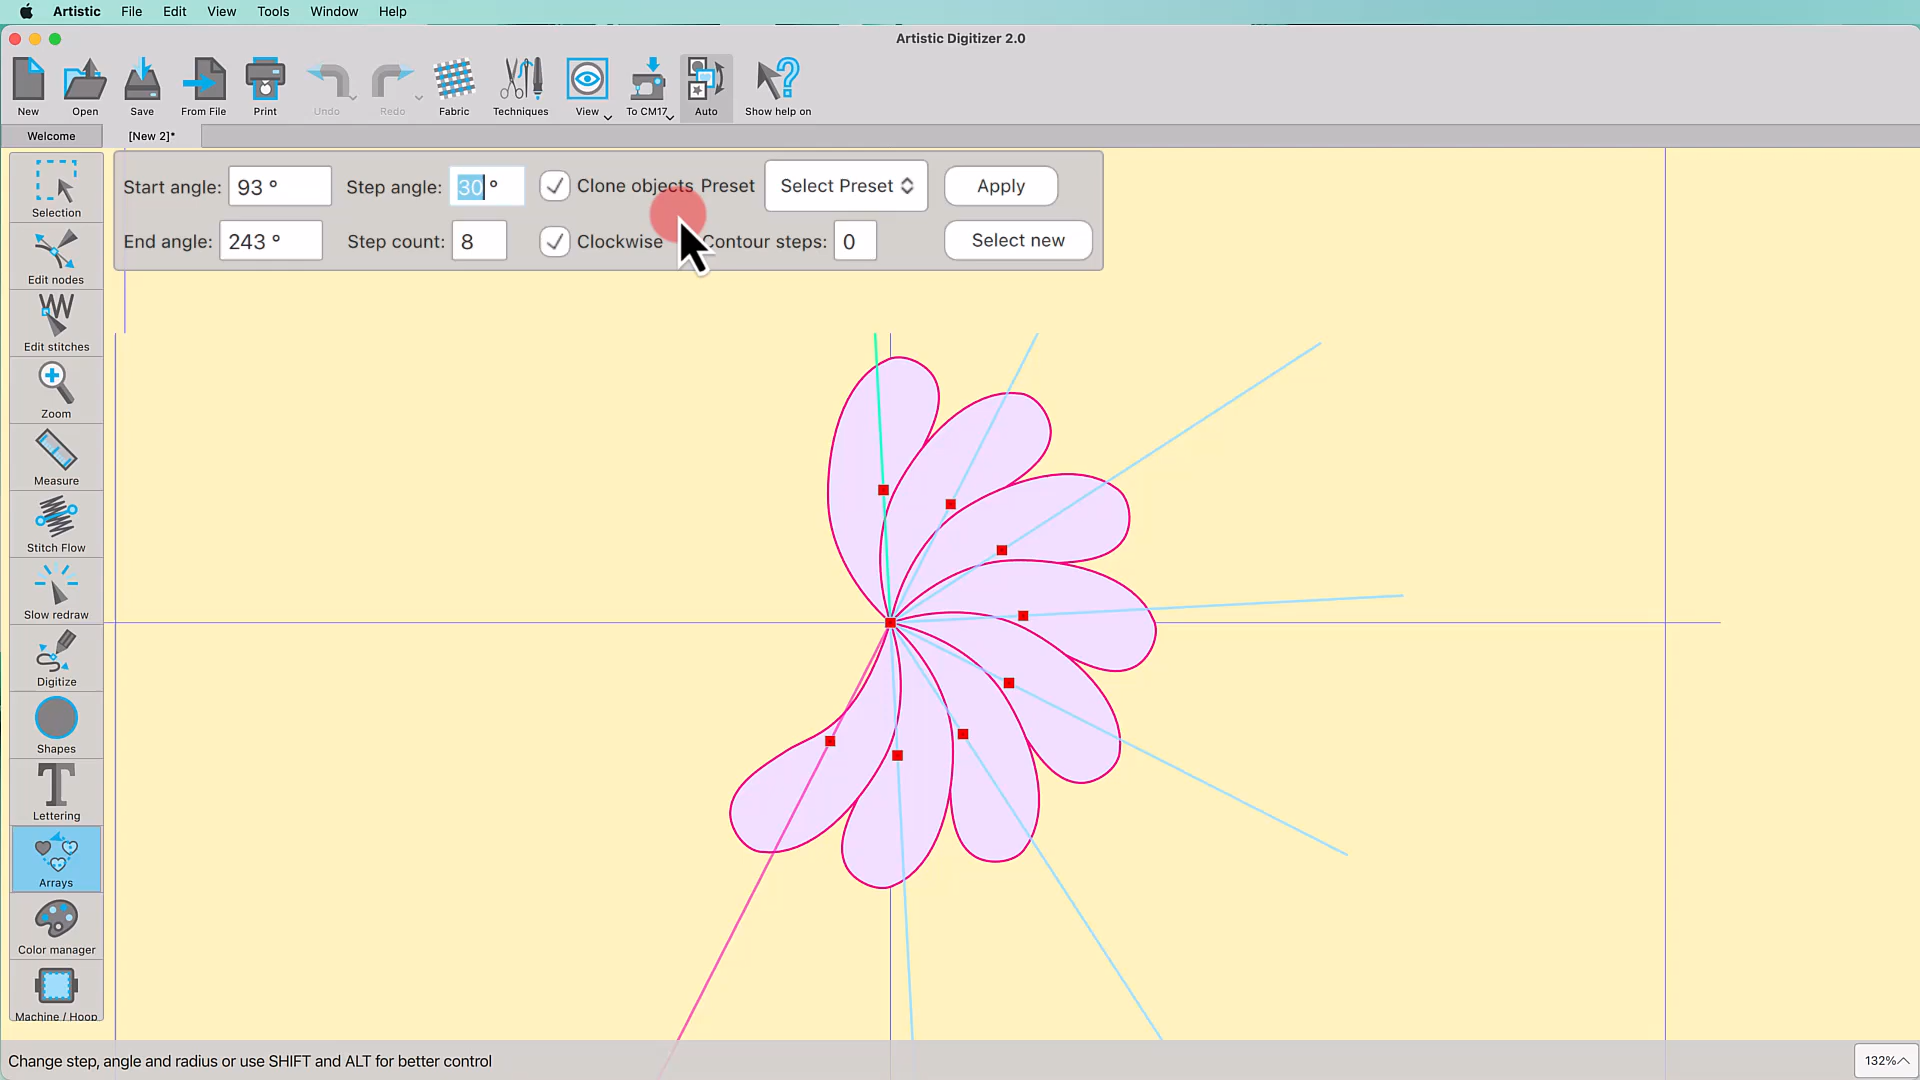 Artistic File Edit View Tools Window Help
Artistic Digitizer 2.0
New Open Save From File Print Undo Redo Fabric Techniques View To CM17 Auto Show help on
Welcome [New 2]*
Start angle: 93 ° Step angle: 30 ° Clone objects Preset Select Preset Apply
End angle: 243 ° Step count: 8 Clockwise Contour steps: 0 Select new
Selection
Edit nodes
Edit stitches
Zoom
Measure
Stitch Flow
Slow redraw
Digitize
Shapes
Lettering
Arrays
Color manager
Machine / Hoop
Change step, angle and radius or use SHIFT and ALT for better control 132%